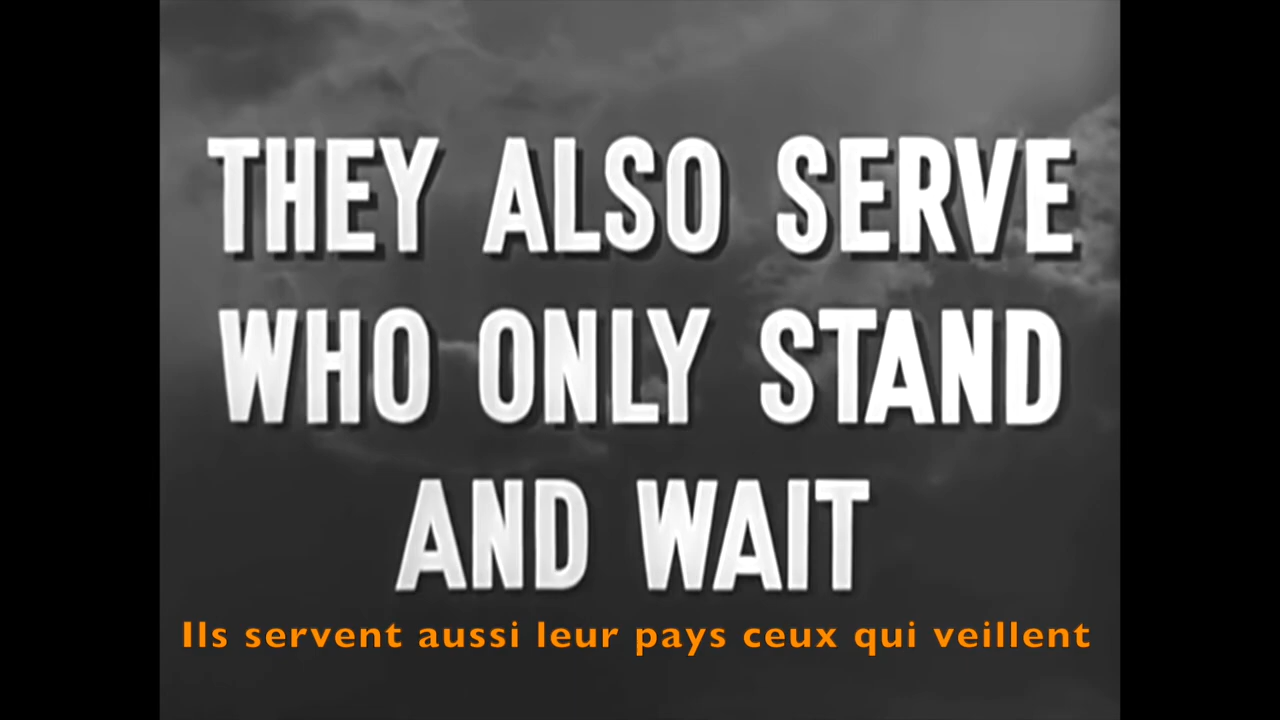 THEY ALSO SERVE
WHO ONLY STAND
AND WAIT
Ils servent aussi leur pays ceux qui veillent